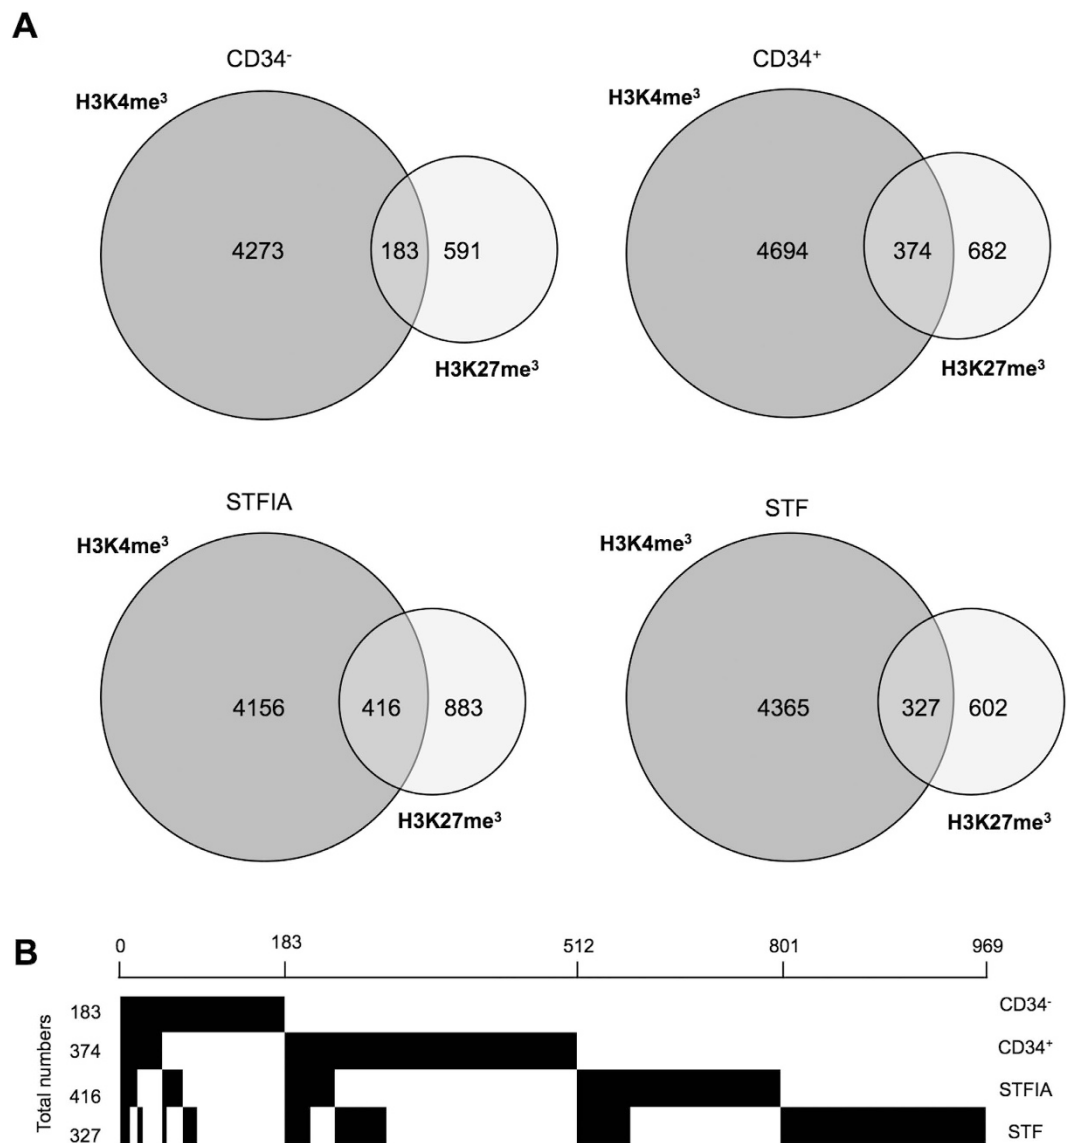 A
CD34⁻
H3K4me³
4273
183
591
H3K27me³
CD34⁺
H3K4me³
4694
374
682
H3K27me³
STFIA
H3K4me³
4156
416
883
H3K27me³
STF
H3K4me³
4365
327
602
H3K27me³
B
0 183 512 801 969
Total numbers
183 CD34⁻
374 CD34⁺
416 STFIA
327 STF